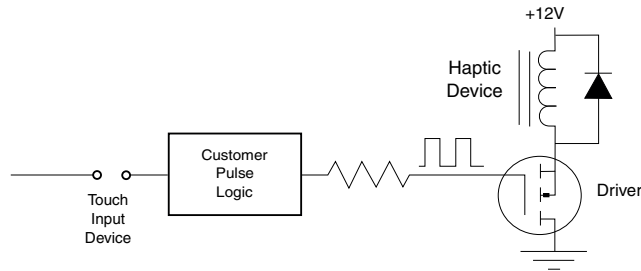 +12V
Haptic
Device
Customer
Pulse
Logic
Touch
Input
Device
Driver